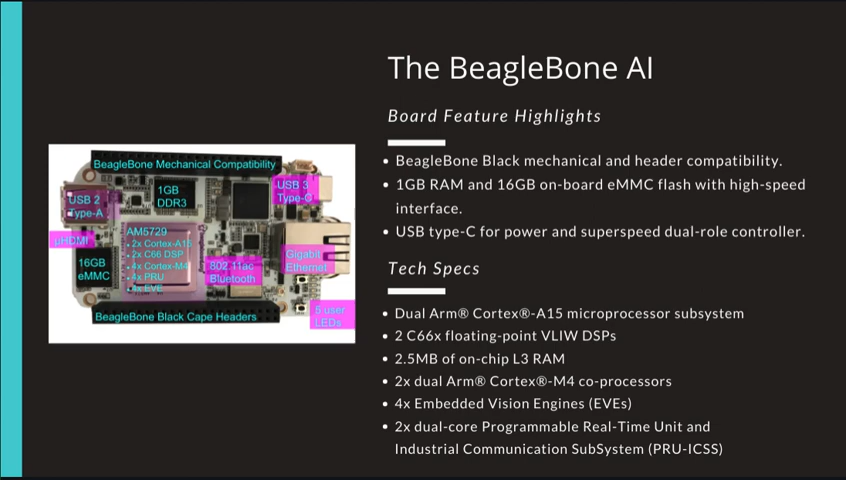 The BeagleBone AI
Board Feature Highlights
BeagleBone Black mechanical and header compatibility.
1GB RAM and 16GB on-board eMMC flash with high-speed
interface.
USB type-C for power and superspeed dual-role controller.
Tech Specs
Dual Arm® Cortex®-A15 microprocessor subsystem
2 C66x floating-point VLIW DSPs
2.5MB of on-chip L3 RAM
2x dual Arm® Cortex®-M4 co-processors
4x Embedded Vision Engines (EVEs)
2x dual-core Programmable Real-Time Unit and
Industrial Communication SubSystem (PRU-ICSS)
BeagleBone Mechanical Compatibility
USB 2
Type-A
1GB
DDR3
USB 3
Type-C
µHDMI
AM5729
2x Cortex-A15
2x C66 DSP
4x Cortex-M4
4x PRU
4x EVE
16GB
eMMC
802.11ac
Bluetooth
Gigabit
Ethernet
BeagleBone Black Cape Headers
5 user
LEDs